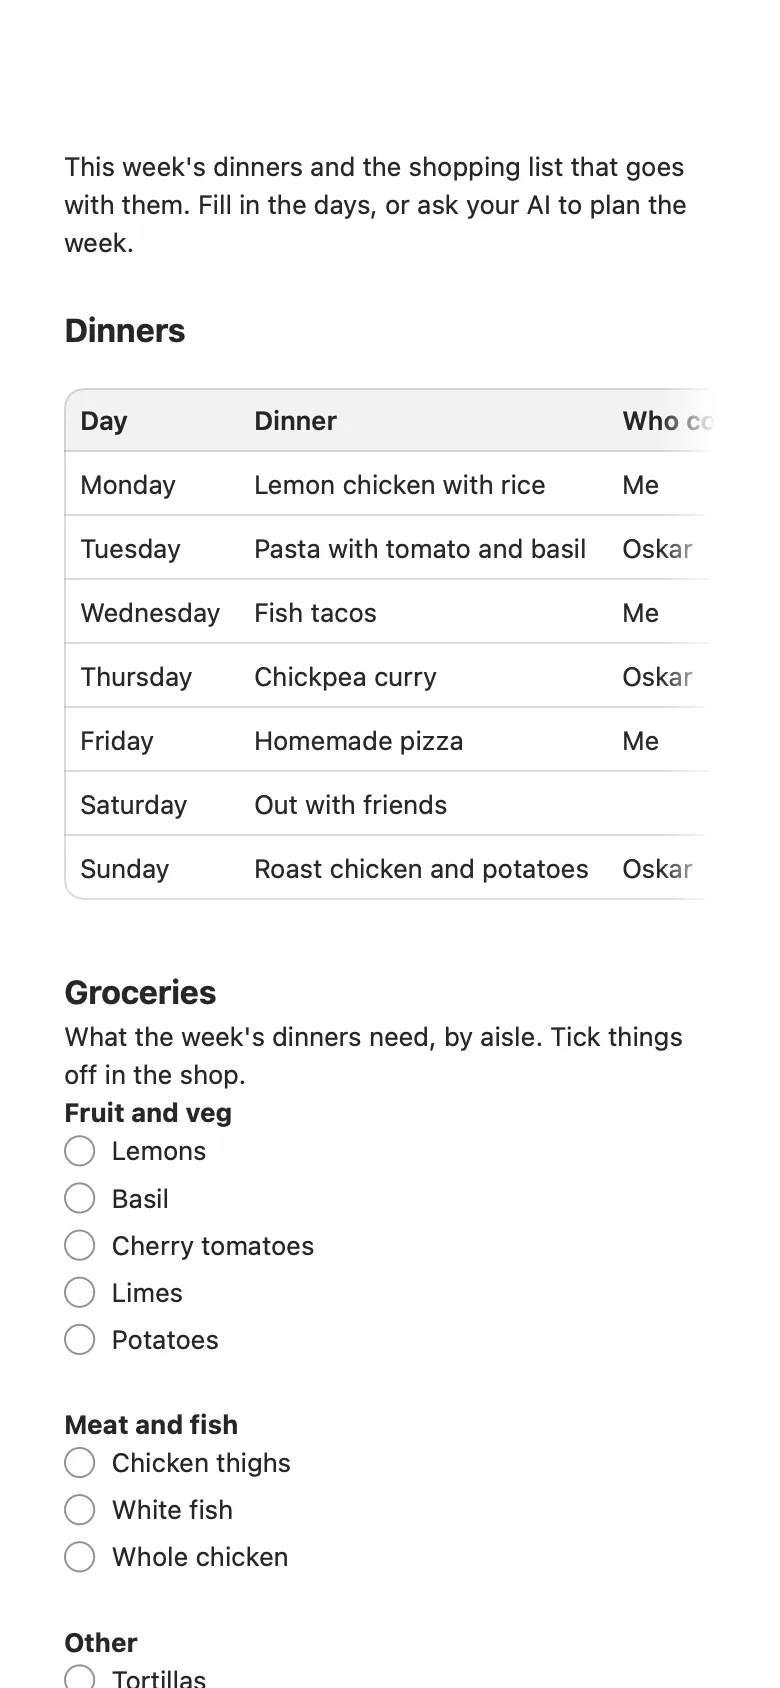 This week's dinners and the shopping list that goes
with them. Fill in the days, or ask your AI to plan the
week.
Dinners
Day Dinner Who co
Monday Lemon chicken with rice Me
Tuesday Pasta with tomato and basil Oskar
Wednesday Fish tacos Me
Thursday Chickpea curry Oskar
Friday Homemade pizza Me
Saturday Out with friends
Sunday Roast chicken and potatoes Oskar
Groceries
What the week's dinners need, by aisle. Tick things
off in the shop.
Fruit and veg
Lemons
Basil
Cherry tomatoes
Limes
Potatoes
Meat and fish
Chicken thighs
White fish
Whole chicken
Other
Tortillas